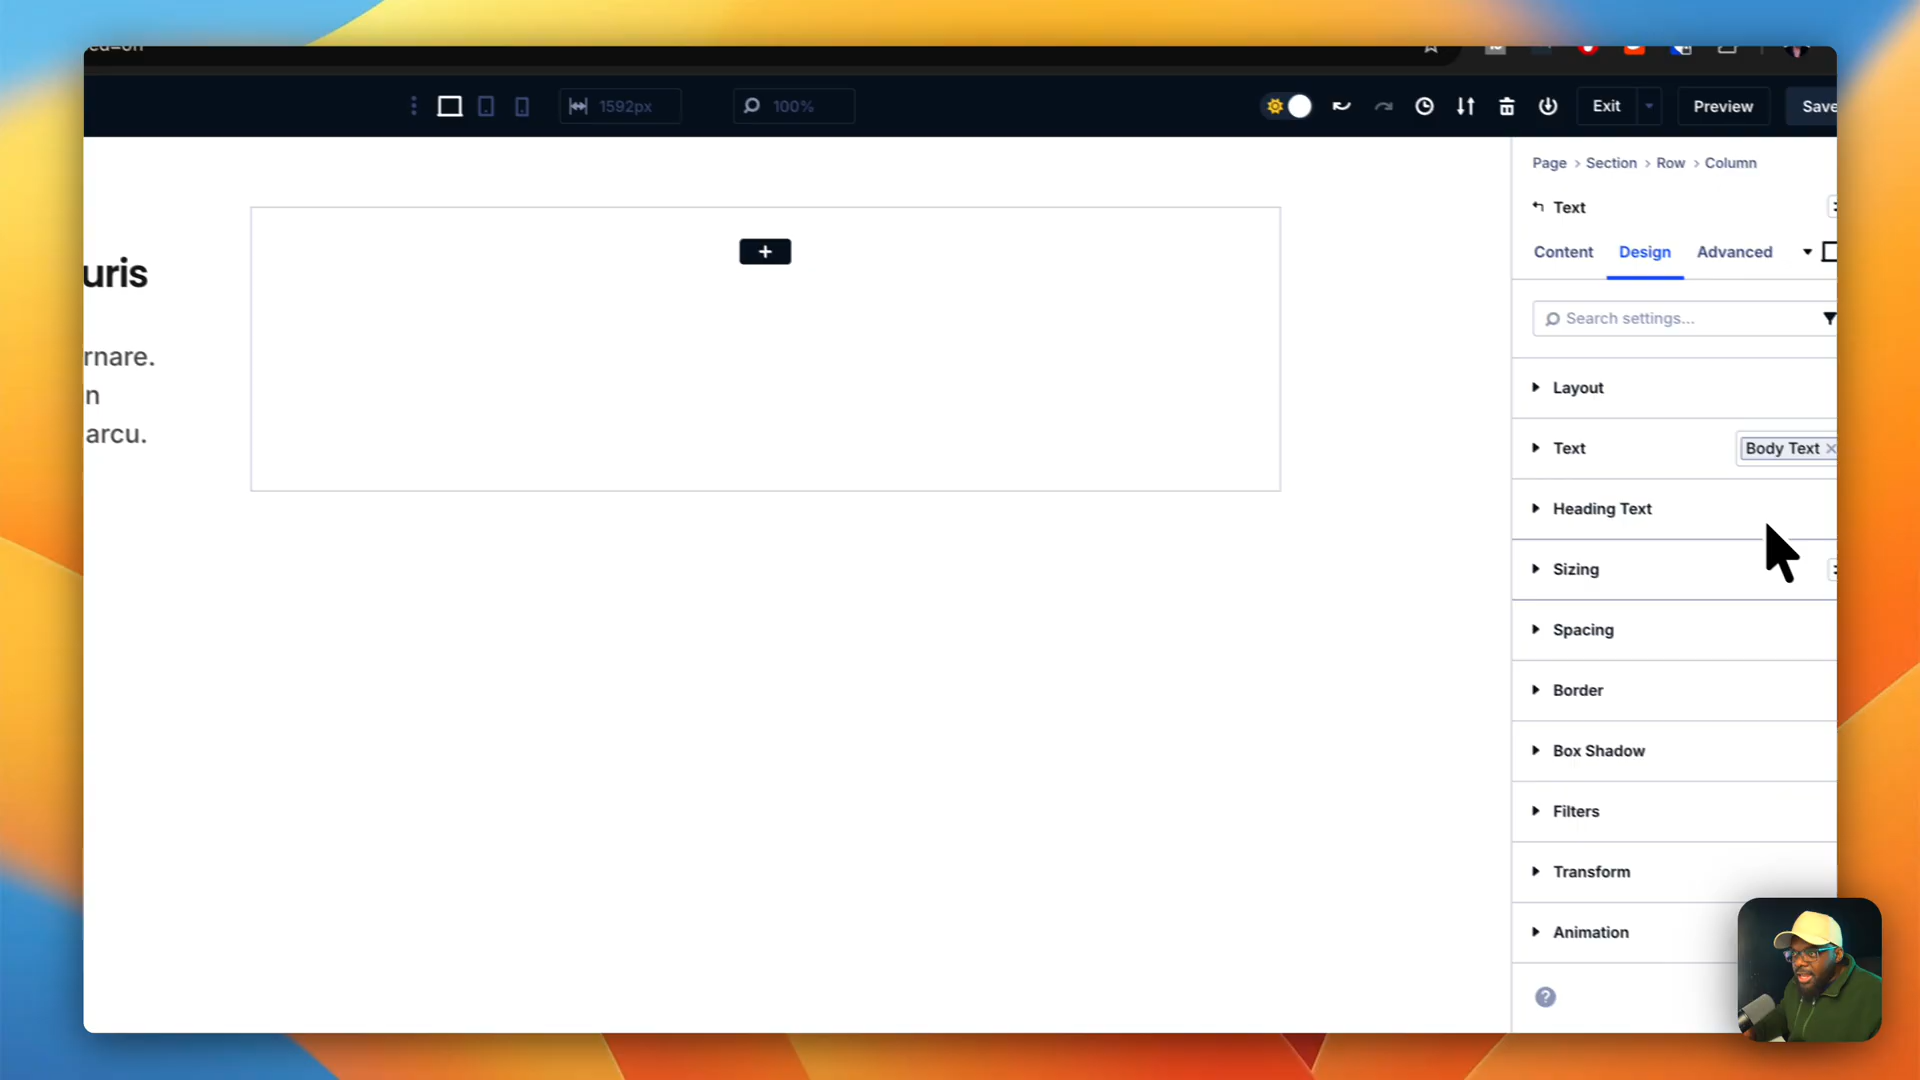 1592px
100%
Exit
Preview
Save
Page > Section > Row > Column
Text
Content
Design
Advanced
Search settings...
Layout
Text
Body Text ×
Heading Text
Sizing
Spacing
Border
Box Shadow
Filters
Transform
Animation
?
uris
rnare.
n
arcu.